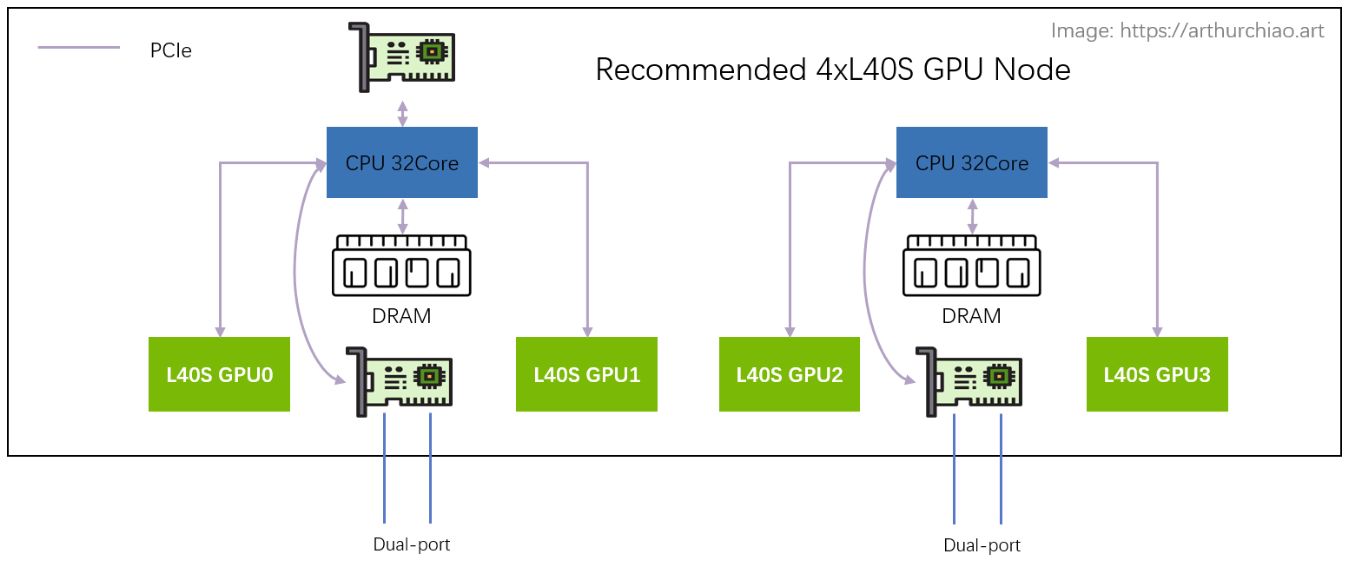 Image: https://arthurchiao.art
PCIe
Recommended 4xL40S GPU Node
CPU 32Core
CPU 32Core
DRAM
DRAM
L40S GPU0
L40S GPU1
L40S GPU2
L40S GPU3
Dual-port
Dual-port